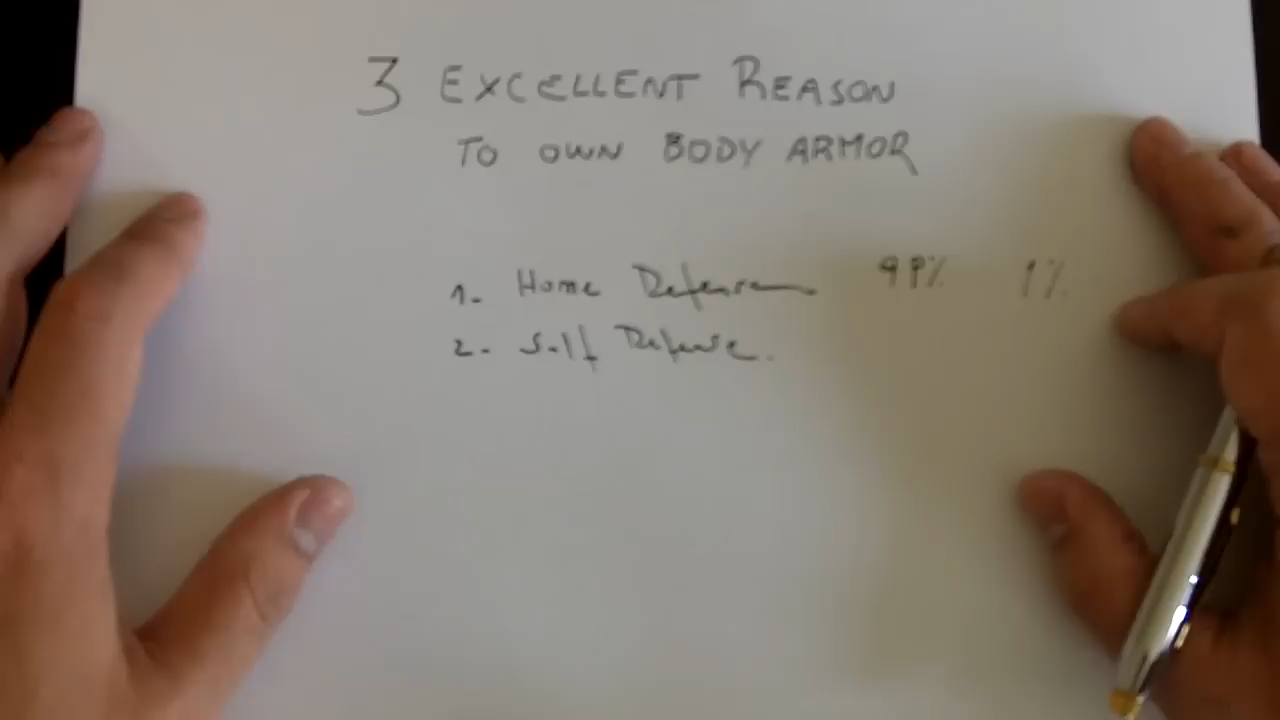 3 EXCELLENT REASON
TO OWN BODY ARMOR
1. Home Defense 99% 1%
2. Self Defense.